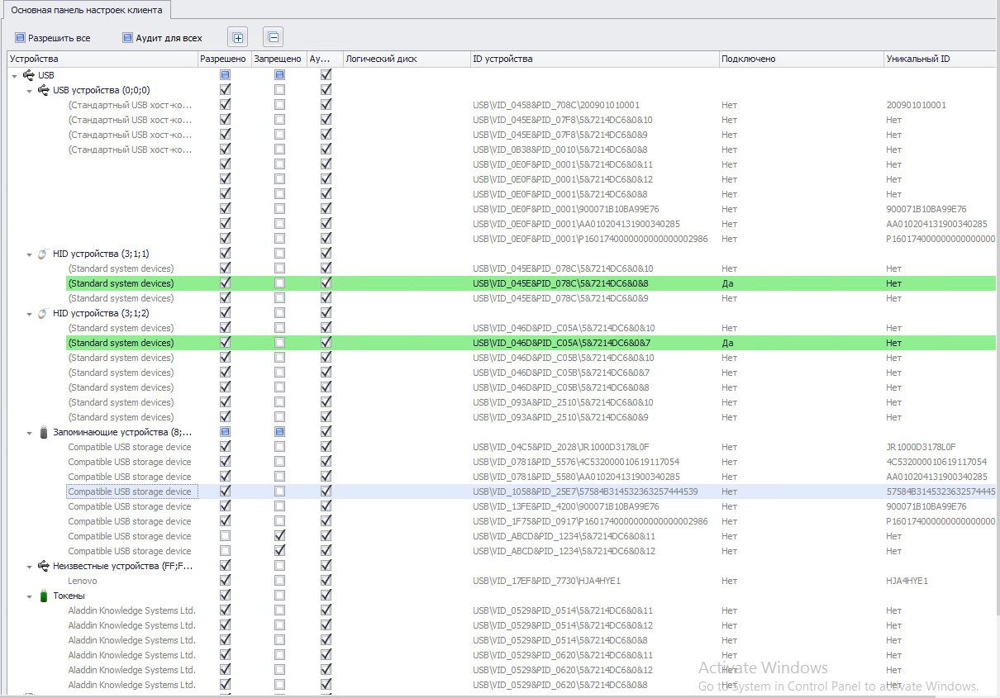 Основная панель настроек клиента
Разрешить все Аудит для всех
Устройства Разрешено Запрещено Ау... Логический диск ID устройства Подключено Уникальный ID
USB
USB устройства (0;0;0)
(Стандартный USB хост-ко... USB\VID_0458&PID_708C\200901010001 Нет 200901010001
(Стандартный USB хост-ко... USB\VID_045E&PID_07F8\5&7214DC6&0&10 Нет Нет
(Стандартный USB хост-ко... USB\VID_045E&PID_07F8\5&7214DC6&0&9 Нет Нет
(Стандартный USB хост-ко... USB\VID_0B38&PID_0010\5&7214DC6&0&8 Нет Нет
USB\VID_0E0F&PID_0001\5&7214DC6&0&11 Нет Нет
USB\VID_0E0F&PID_0001\5&7214DC6&0&12 Нет Нет
USB\VID_0E0F&PID_0001\5&7214DC6&0&8 Нет Нет
USB\VID_0E0F&PID_0001\900071B10BA99E76 Нет 900071B10BA99E76
USB\VID_0E0F&PID_0001\AA010204131900340285 Нет AA010204131900340285
USB\VID_0E0F&PID_0001\P1601740000000000000002986 Нет P160174000000000000000
HID устройства (3;1;1)
(Standard system devices) USB\VID_045E&PID_078C\5&7214DC6&0&10 Нет Нет
(Standard system devices) USB\VID_045E&PID_078C\5&7214DC6&0&8 Да Нет
(Standard system devices) USB\VID_045E&PID_078C\5&7214DC6&0&9 Нет Нет
HID устройства (3;1;2)
(Standard system devices) USB\VID_046D&PID_C05A\5&7214DC6&0&10 Нет Нет
(Standard system devices) USB\VID_046D&PID_C05A\5&7214DC6&0&7 Да Нет
(Standard system devices) USB\VID_046D&PID_C05B\5&7214DC6&0&10 Нет Нет
(Standard system devices) USB\VID_046D&PID_C05B\5&7214DC6&0&7 Нет Нет
(Standard system devices) USB\VID_046D&PID_C05B\5&7214DC6&0&8 Нет Нет
(Standard system devices) USB\VID_093A&PID_2510\5&7214DC6&0&10 Нет Нет
(Standard system devices) USB\VID_093A&PID_2510\5&7214DC6&0&9 Нет Нет
Запоминающие устройства (8;...
Compatible USB storage device USB\VID_04C5&PID_2028\JR1000D3178L0F Нет JR1000D3178L0F
Compatible USB storage device USB\VID_0781&PID_5576\4C532000010619117054 Нет 4C532000010619117054
Compatible USB storage device USB\VID_0781&PID_5580\AA010204131900340285 Нет AA010204131900340285
Compatible USB storage device USB\VID_1058&PID_25E7\57584B314532363257444539 Нет 57584B3145323632574445
Compatible USB storage device USB\VID_13FE&PID_4200\900071B10BA99E76 Нет 900071B10BA99E76
Compatible USB storage device USB\VID_1F75&PID_0917\P1601740000000000000002986 Нет P160174000000000000000
Compatible USB storage device USB\VID_ABCD&PID_1234\5&7214DC6&0&11 Нет Нет
Compatible USB storage device USB\VID_ABCD&PID_1234\5&7214DC6&0&12 Нет Нет
Неизвестные устройства (FF;F...
Lenovo USB\VID_17EF&PID_7730\HJA4HYE1 Нет HJA4HYE1
Токены
Aladdin Knowledge Systems Ltd. USB\VID_0529&PID_0514\5&7214DC6&0&11 Нет Нет
Aladdin Knowledge Systems Ltd. USB\VID_0529&PID_0514\5&7214DC6&0&12 Нет Нет
Aladdin Knowledge Systems Ltd. USB\VID_0529&PID_0514\5&7214DC6&0&8 Нет Нет
Aladdin Knowledge Systems Ltd. USB\VID_0529&PID_0620\5&7214DC6&0&11 Нет Нет
Aladdin Knowledge Systems Ltd. USB\VID_0529&PID_0620\5&7214DC6&0&12 Нет Нет
Aladdin Knowledge Systems Ltd. USB\VID_0529&PID_0620\5&7214DC6&0&8 Нет Нет
Activate Windows
Go to System in Control Panel to activate Windows.